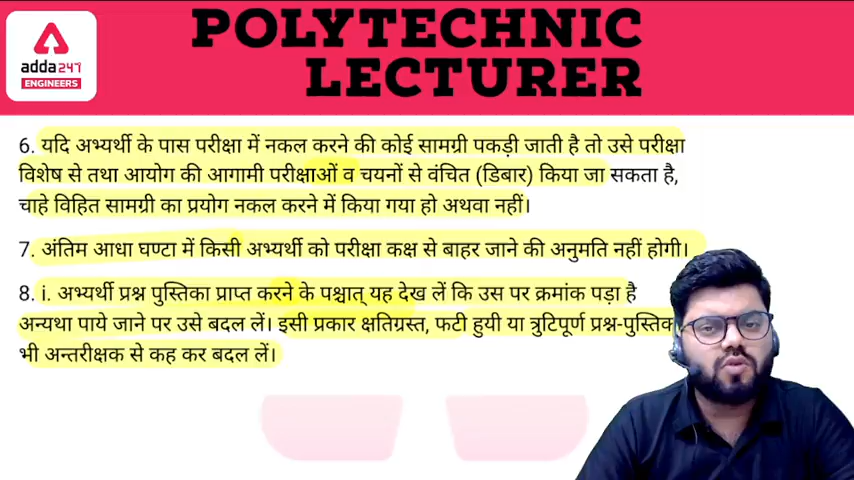 POLYTECHNIC
LECTURER
adda247
ENGINEERS
6. यदि अभ्यर्थी के पास परीक्षा में नकल करने की कोई सामग्री पकड़ी जाती है तो उसे परीक्षा
विशेष से तथा आयोग की आगामी परीक्षाओं व चयनों से वंचित (डिबार) किया जा सकता है,
चाहे विहित सामग्री का प्रयोग नकल करने में किया गया हो अथवा नहीं।
7. अंतिम आधा घण्टा में किसी अभ्यर्थी को परीक्षा कक्ष से बाहर जाने की अनुमति नहीं होगी।
8. i. अभ्यर्थी प्रश्न पुस्तिका प्राप्त करने के पश्चात् यह देख लें कि उस पर क्रमांक पड़ा है
अन्यथा पाये जाने पर उसे बदल लें। इसी प्रकार क्षतिग्रस्त, फटी हुयी या त्रुटिपूर्ण
भी अन्तरीक्षक से कह कर बदल लें।